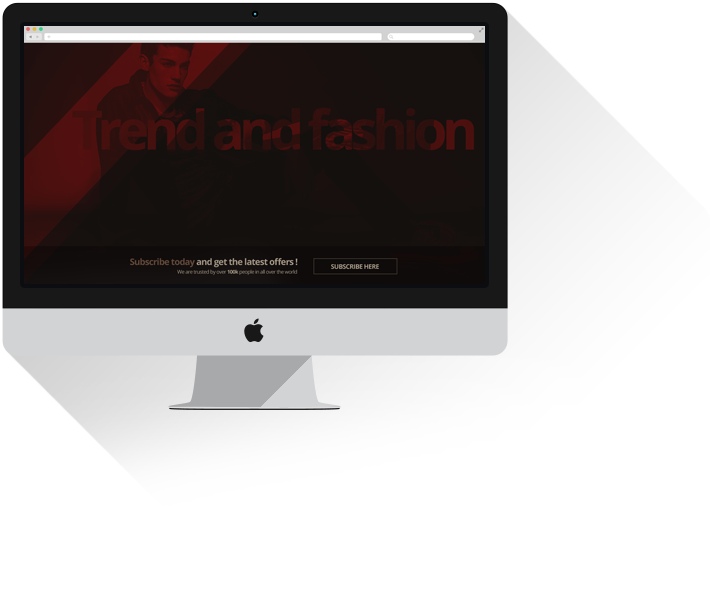 Trend and fashion
Subscribe today and get the latest offers !
We are trusted by over 100k people in all over the world
SUBSCRIBE HERE